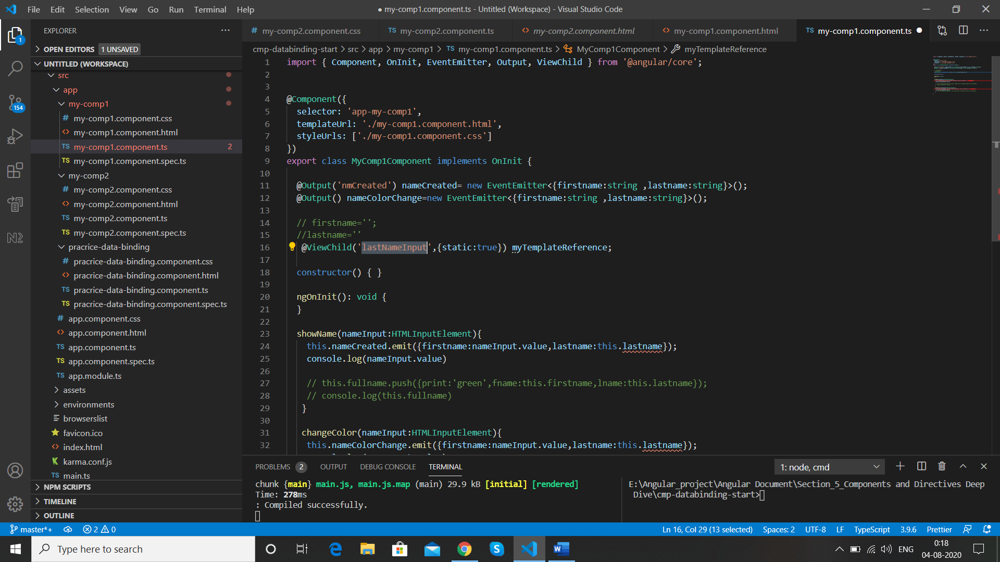 File Edit Selection View Go Run Terminal Help
● my-comp1.component.ts - Untitled (Workspace) - Visual Studio Code
EXPLORER
OPEN EDITORS 1 UNSAVED
UNTITLED (WORKSPACE)
src
app
my-comp1
# my-comp1.component.css
<> my-comp1.component.html
TS my-comp1.component.ts 2
TS my-comp1.component.spec.ts
my-comp2
# my-comp2.component.css
<> my-comp2.component.html
TS my-comp2.component.ts
TS my-comp2.component.spec.ts
pracrice-data-binding
# pracrice-data-binding.component.css
<> pracrice-data-binding.component.html
TS pracrice-data-binding.component.ts
TS pracrice-data-binding.component.spec.ts
# app.component.css
<> app.component.html
TS app.component.ts
TS app.component.spec.ts
TS app.module.ts
assets
environments
browserslist
favicon.ico
<> index.html
karma.conf.js
TS main.ts
NPM SCRIPTS
TIMELINE
OUTLINE
1
154
# my-comp2.component.css TS my-comp2.component.ts <> my-comp2.component.html <> my-comp1.component.html TS my-comp1.component.ts ●
cmp-databinding-start > src > app > my-comp1 > TS my-comp1.component.ts > MyComp1Component > myTemplateReference
1 import { Component, OnInit, EventEmitter, Output, ViewChild } from '@angular/core';
2
3
4 @Component({
5 selector: 'app-my-comp1',
6 templateUrl: './my-comp1.component.html',
7 styleUrls: ['./my-comp1.component.css']
8 })
9 export class MyComp1Component implements OnInit {
10
11 @Output('nmCreated') nameCreated= new EventEmitter<{firstname:string ,lastname:string}>();
12 @Output() nameColorChange=new EventEmitter<{firstname:string ,lastname:string}>();
13
14 // firstname='';
15 //lastname=''
16 @ViewChild('lastNameInput',{static:true}) myTemplateReference;
17
18 constructor() { }
19
20 ngOnInit(): void {
21 }
22
23 showName(nameInput:HTMLInputElement){
24 this.nameCreated.emit({firstname:nameInput.value,lastname:this.lastname});
25 console.log(nameInput.value)
26
27 // this.fullname.push({print:'green',fname:this.firstname,lname:this.lastname});
28 // console.log(this.fullname)
29 }
30
31 changeColor(nameInput:HTMLInputElement){
32 this.nameColorChange.emit({firstname:nameInput.value,lastname:this.lastname});
PROBLEMS 2 OUTPUT DEBUG CONSOLE TERMINAL 1: node, cmd
chunk {main} main.js, main.js.map (main) 29.9 kB [initial] [rendered]
Time: 278ms
: Compiled successfully.
E:\Angular_project\Angular Document\Section_5_Components and Directives Deep
Dive\cmp-databinding-start>
master*+ 2 0 Ln 16, Col 29 (13 selected) Spaces: 2 UTF-8 LF TypeScript 3.9.6 Prettier
Type here to search
ENG
0:18
04-08-2020